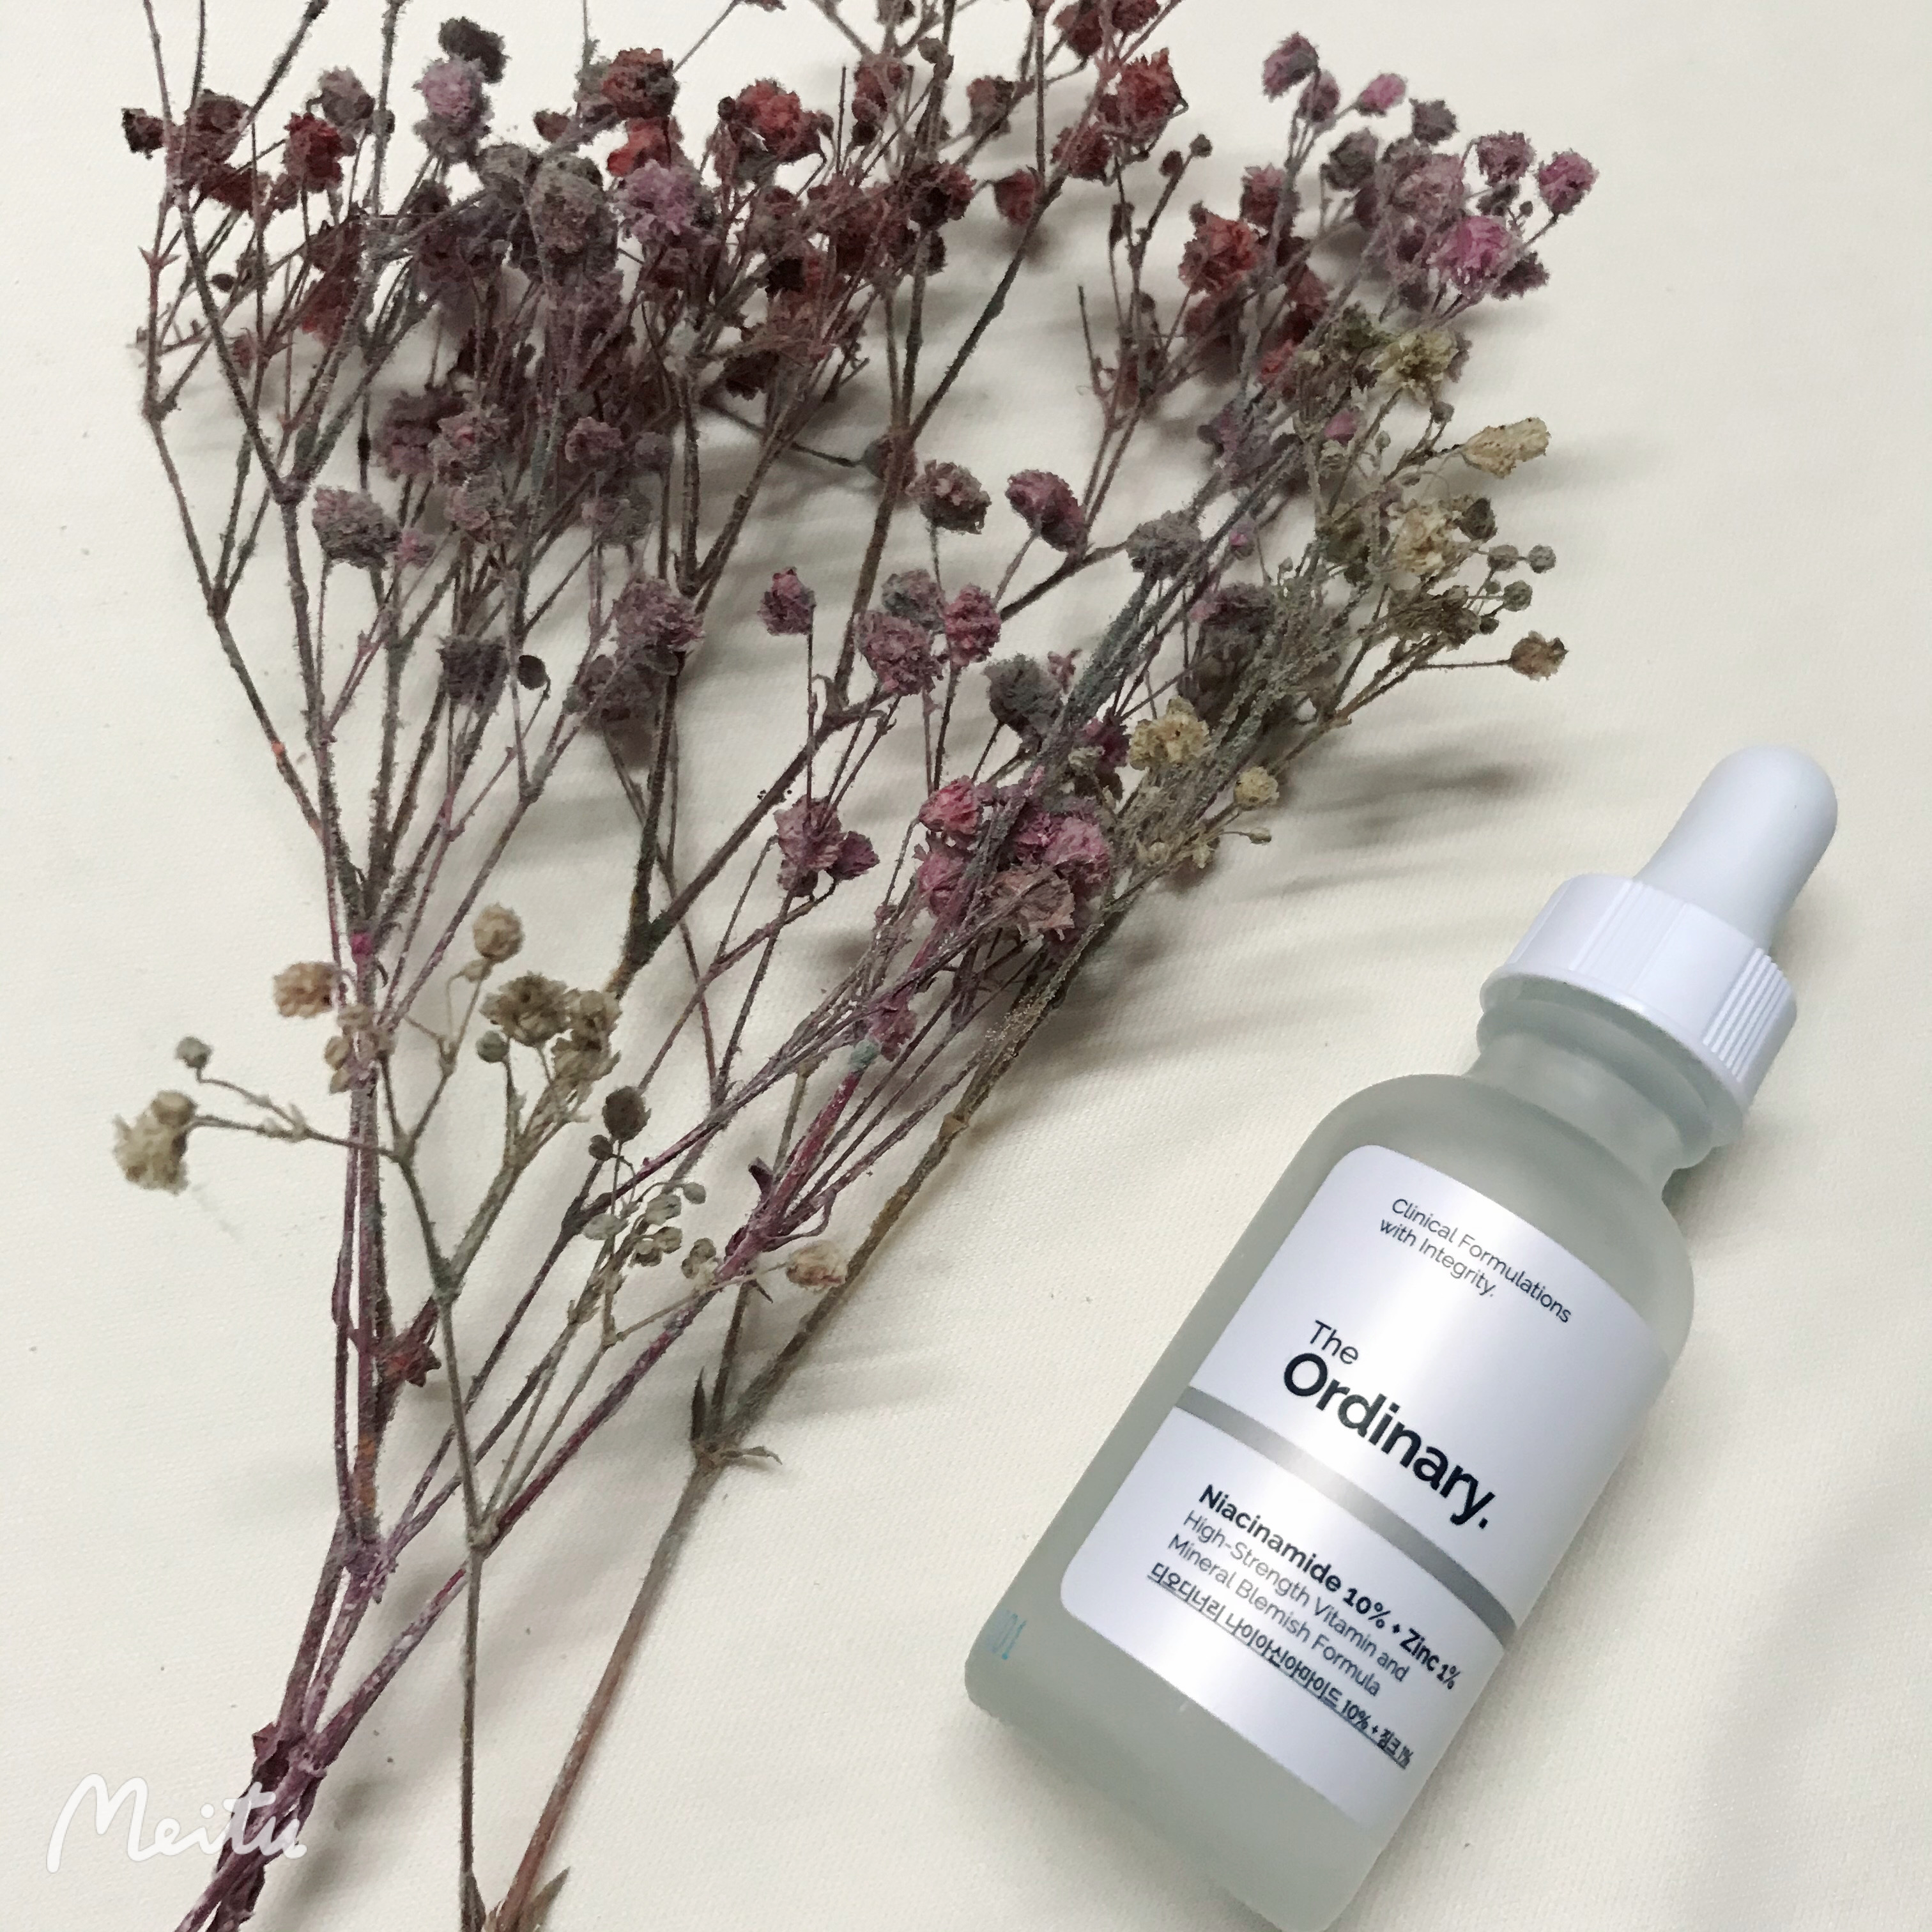 Clinical Formulations
with Integrity.
The
Ordinary.
Niacinamide 10% + Zinc 1%
High-Strength Vitamin and
Mineral Blemish Formula
디오디너리 나이아신아마이드 10% + 징크 1%
Meitu